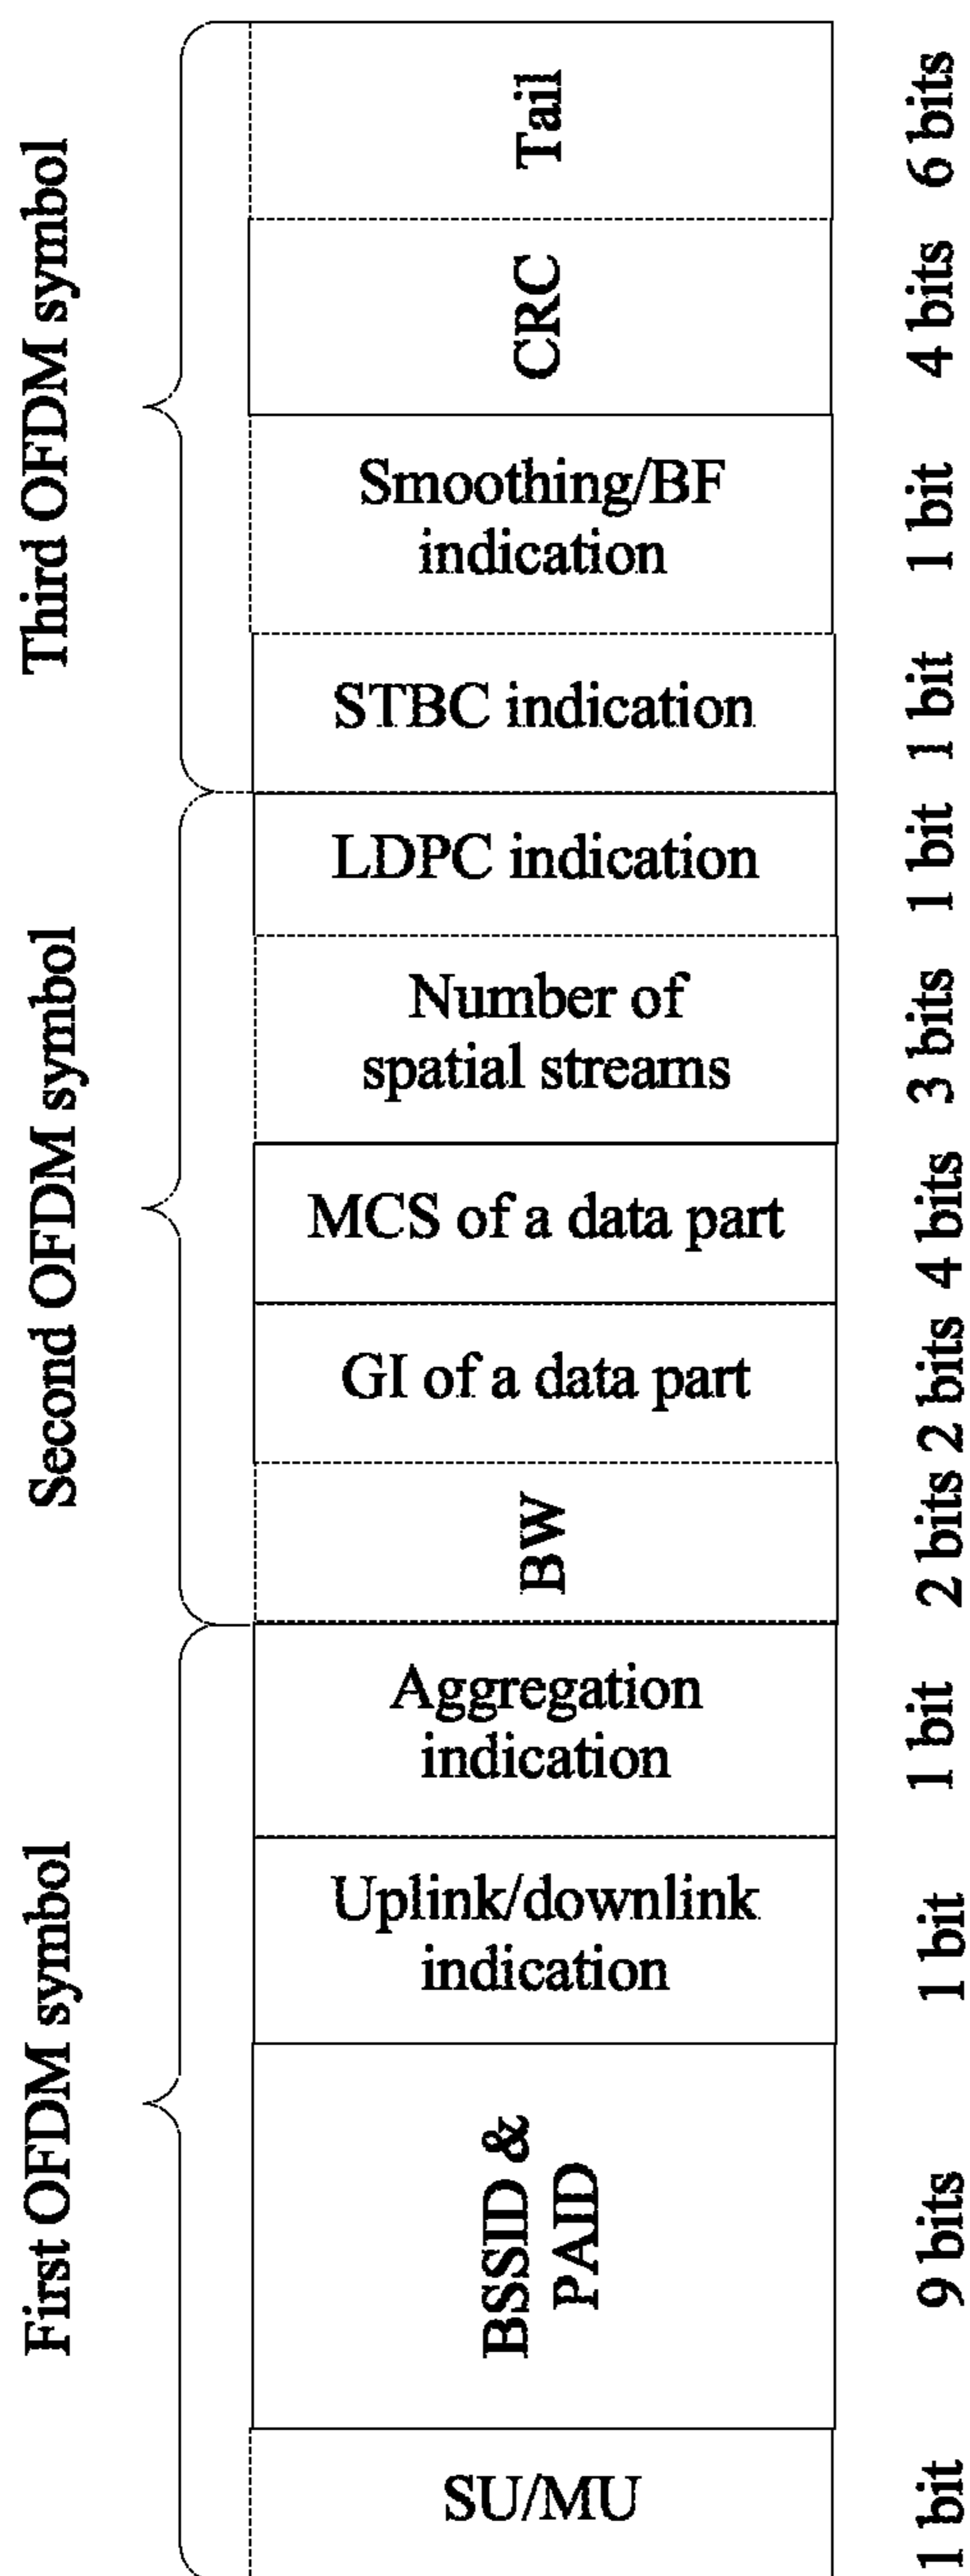 Third OFDM symbol
Tail
6 bits
CRC
4 bits
Smoothing/BF
indication
1 bit
STBC indication
1 bit
Second OFDM symbol
LDPC indication
1 bit
Number of
spatial streams
3 bits
MCS of a data part
4 bits
GI of a data part
2 bits
BW
2 bits
First OFDM symbol
Aggregation
indication
1 bit
Uplink/downlink
indication
1 bit
BSSID &
PAID
9 bits
SU/MU
1 bit